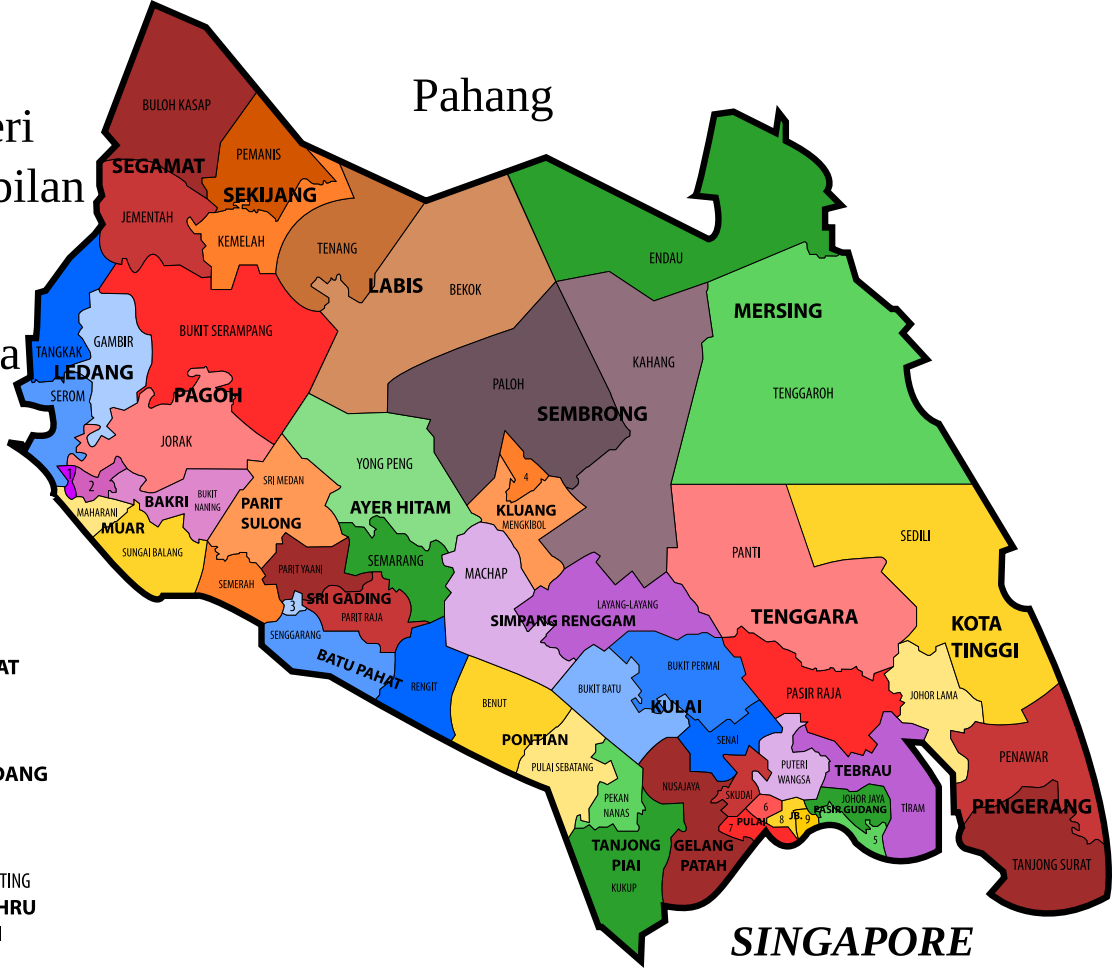 Pahang
eri
bilan
a
BULOH KASAP
SEGAMAT
PEMANIS
SEKIJANG
JEMENTAH
KEMELAH
TENANG
LABIS
BEKOK
ENDAU
MERSING
TENGGAROH
BUKIT SERAMPANG
GAMBIR
TANGKAK
LEDANG
SEROM
PAGOH
JORAK
KAHANG
PALOH
SEMBRONG
YONG PENG
AYER HITAM
SRI MEDAN
PARIT
SULONG
4
KLUANG
MENGKIBOL
1
2
BAKRI
BUKIT
NANING
MAHARANI
MUAR
SUNGAI BALANG
SEMERAH
PARIT YAANI
SEMARANG
SRI GADING
PARIT RAJA
3
SENGGARANG
BATU PAHAT
RENGIT
MACHAP
LAYANG-LAYANG
SIMPANG RENGGAM
PANTI
SEDILI
TENGGARA
KOTA
TINGGI
BUKIT PERMAI
BUKIT BATU
KULAI
SENAI
PASIR RAJA
JOHOR LAMA
BENUT
PONTIAN
PULAI SEBATANG
PEKAN
NANAS
NUSAJAYA
SKUDAI
PUTERI
WANGSA
TEBRAU
TIRAM
JOHOR JAYA
PASIR GUDANG
5
6
7
PULAI
8
JB.
9
PENAWAR
PENGERANG
TANJONG SURAT
TANJONG
PIAI
KUKUP
GELANG
PATAH
SINGAPORE
AT
DANG
TING
HRU